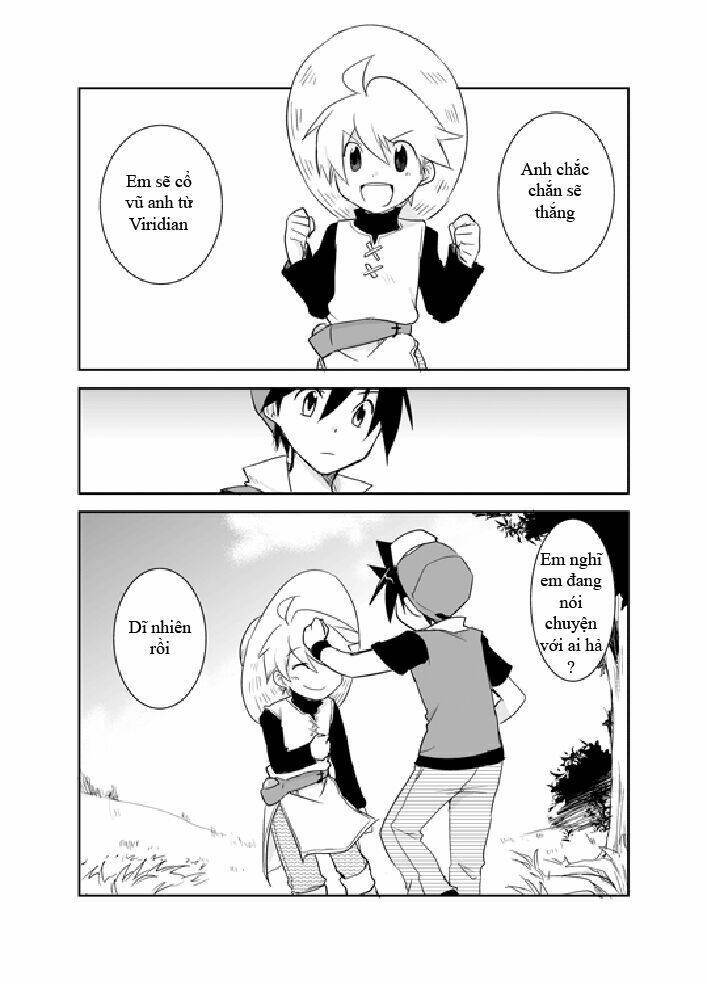 Anh chắc
chắn sẽ
thắng
Em sẽ cổ
vũ anh từ
Viridian
Em nghĩ
em đang
nói
chuyện
với ai hả
?
Dĩ nhiên
rồi